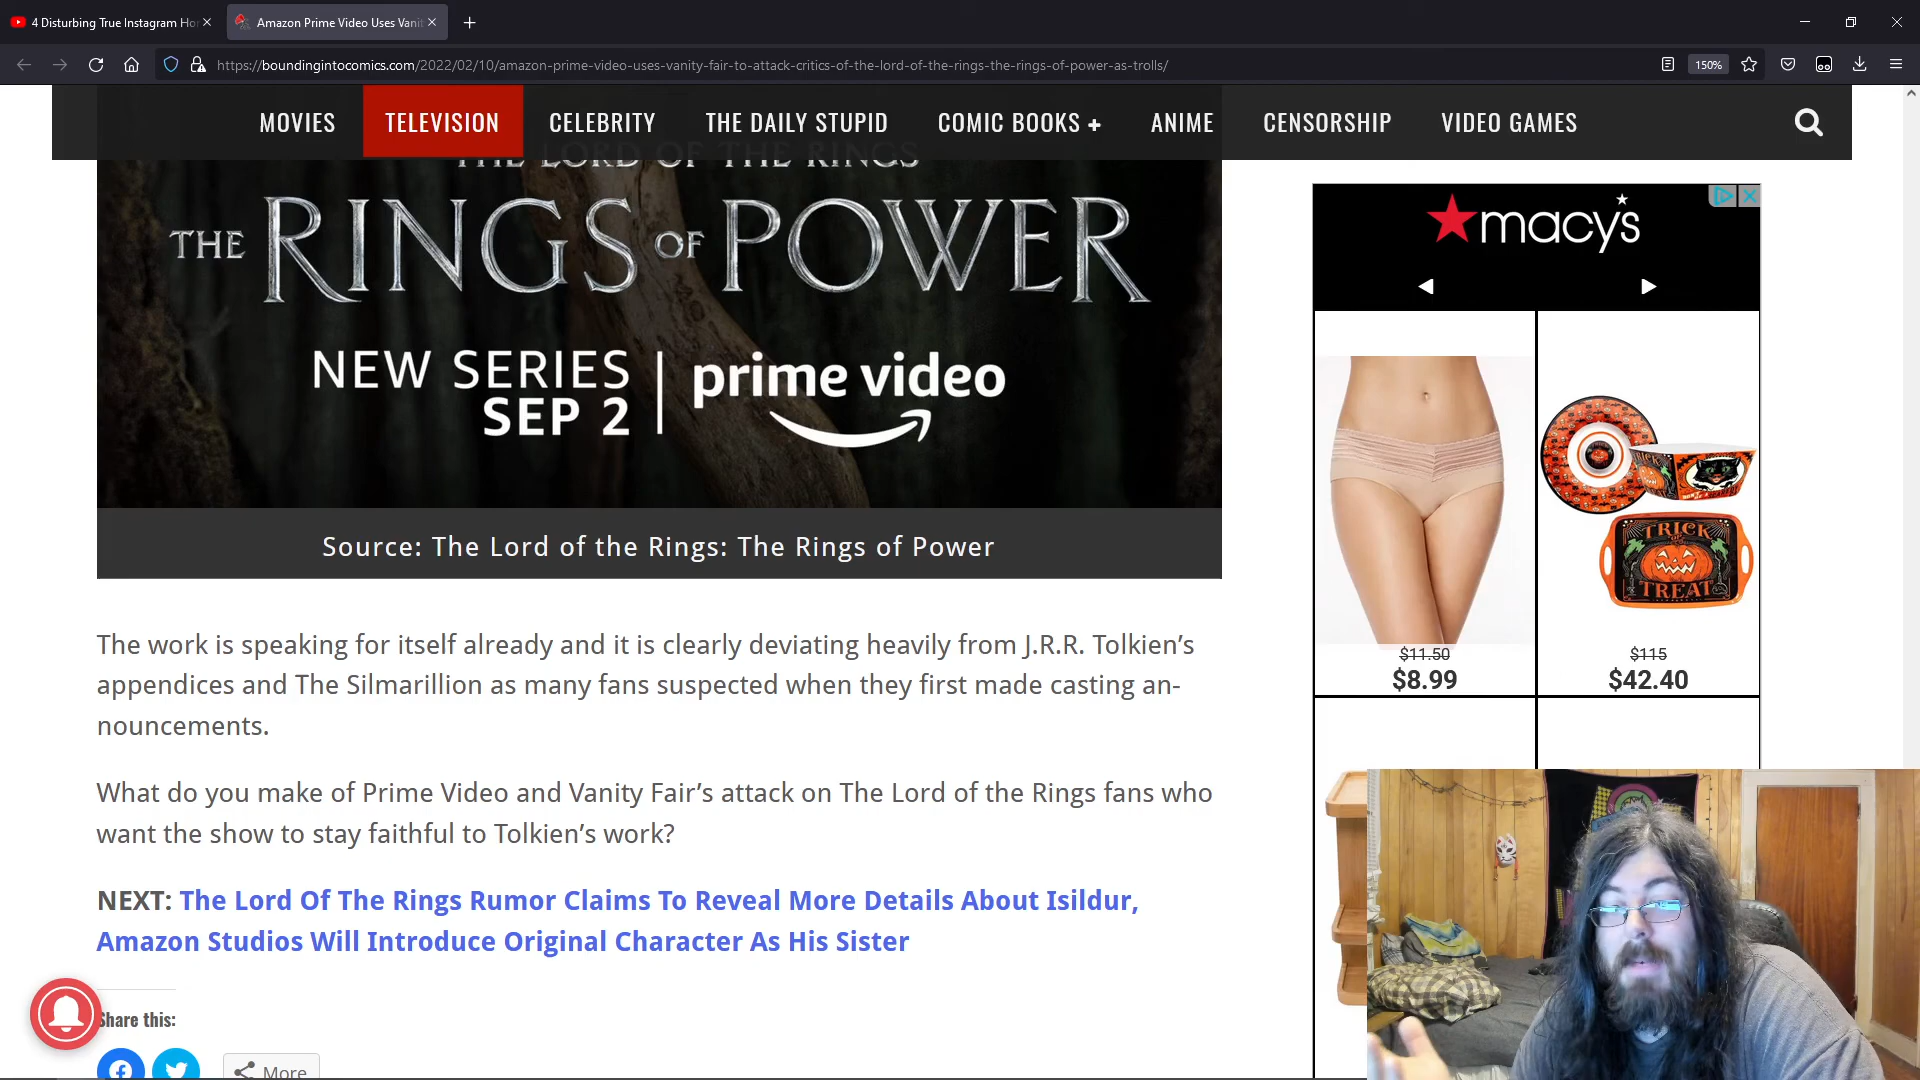 4 Disturbing True Instagram Hor
Amazon Prime Video Uses Vanit
https://boundingintocomics.com/2022/02/10/amazon-prime-video-uses-vanity-fair-to-attack-critics-of-the-lord-of-the-rings-the-rings-of-power-as-trolls/
150%
MOVIES
TELEVISION
CELEBRITY
THE DAILY STUPID
COMIC BOOKS +
ANIME
CENSORSHIP
VIDEO GAMES
THE LORD OF THE RINGS
THE RINGS OF POWER
NEW SERIES
SEP 2
prime video
Source: The Lord of the Rings: The Rings of Power
The work is speaking for itself already and it is clearly deviating heavily from J.R.R. Tolkien’s
appendices and The Silmarillion as many fans suspected when they first made casting an-
nouncements.
What do you make of Prime Video and Vanity Fair’s attack on The Lord of the Rings fans who
want the show to stay faithful to Tolkien’s work?
NEXT: The Lord Of The Rings Rumor Claims To Reveal More Details About Isildur,
Amazon Studios Will Introduce Original Character As His Sister
Share this:
More
macys
$11.50
$8.99
TRICK
TREAT
$115
$42.40